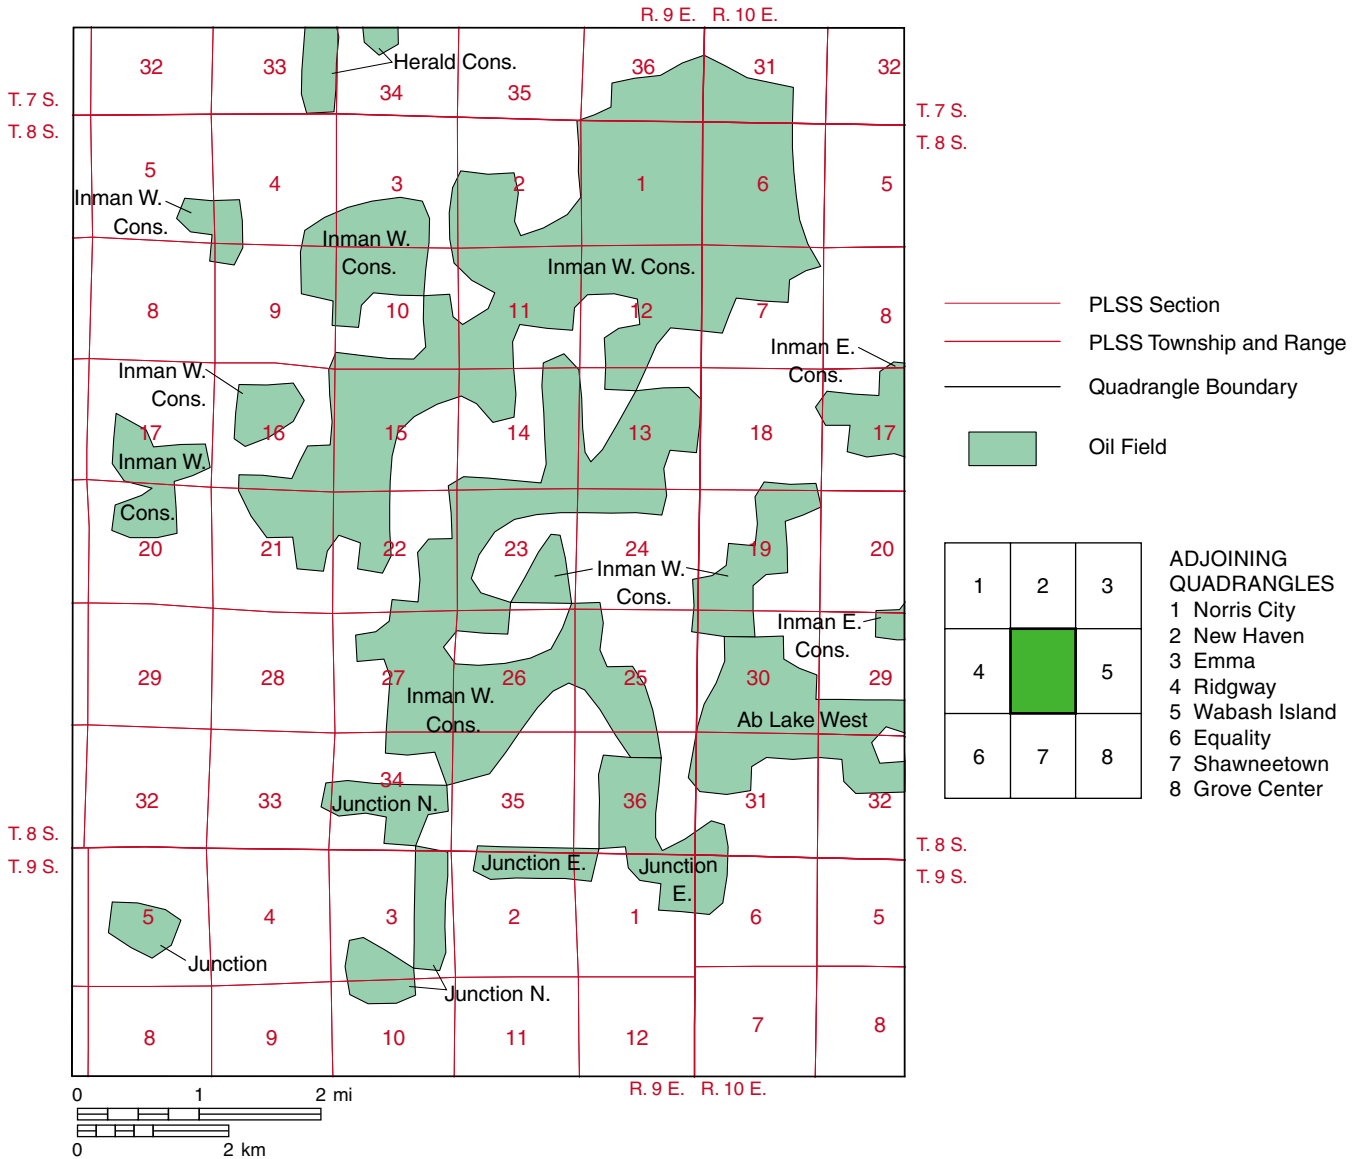 R. 9 E. R. 10 E.
32 33 34 35 36 31 32
Herald Cons.
T. 7 S. T. 7 S.
T. 8 S. T. 8 S.
5 4 3 2 1 6 5
Inman W.
Cons.
Inman W.
Cons.
Inman W. Cons.
8 9 10 11 12 7 8
Inman E.
Cons.
Inman W.
Cons.
17 16 15 14 13 18 17
Inman W.
Cons.
20 21 22 23 24 19 20
Inman W.
Cons.
Inman E.
Cons.
29 28 27 26 25 30 29
Inman W.
Cons.
Ab Lake West
32 33 34 35 36 31 32
Junction N.
T. 8 S. T. 8 S.
T. 9 S. T. 9 S.
Junction E.
Junction
E.
5 4 3 2 1 6 5
Junction
Junction N.
8 9 10 11 12 7 8
R. 9 E. R. 10 E.
0 1 2 mi
0 2 km
PLSS Section
PLSS Township and Range
Quadrangle Boundary
Oil Field
1 2 3
4 5
6 7 8
ADJOINING
QUADRANGLES
1 Norris City
2 New Haven
3 Emma
4 Ridgway
5 Wabash Island
6 Equality
7 Shawneetown
8 Grove Center